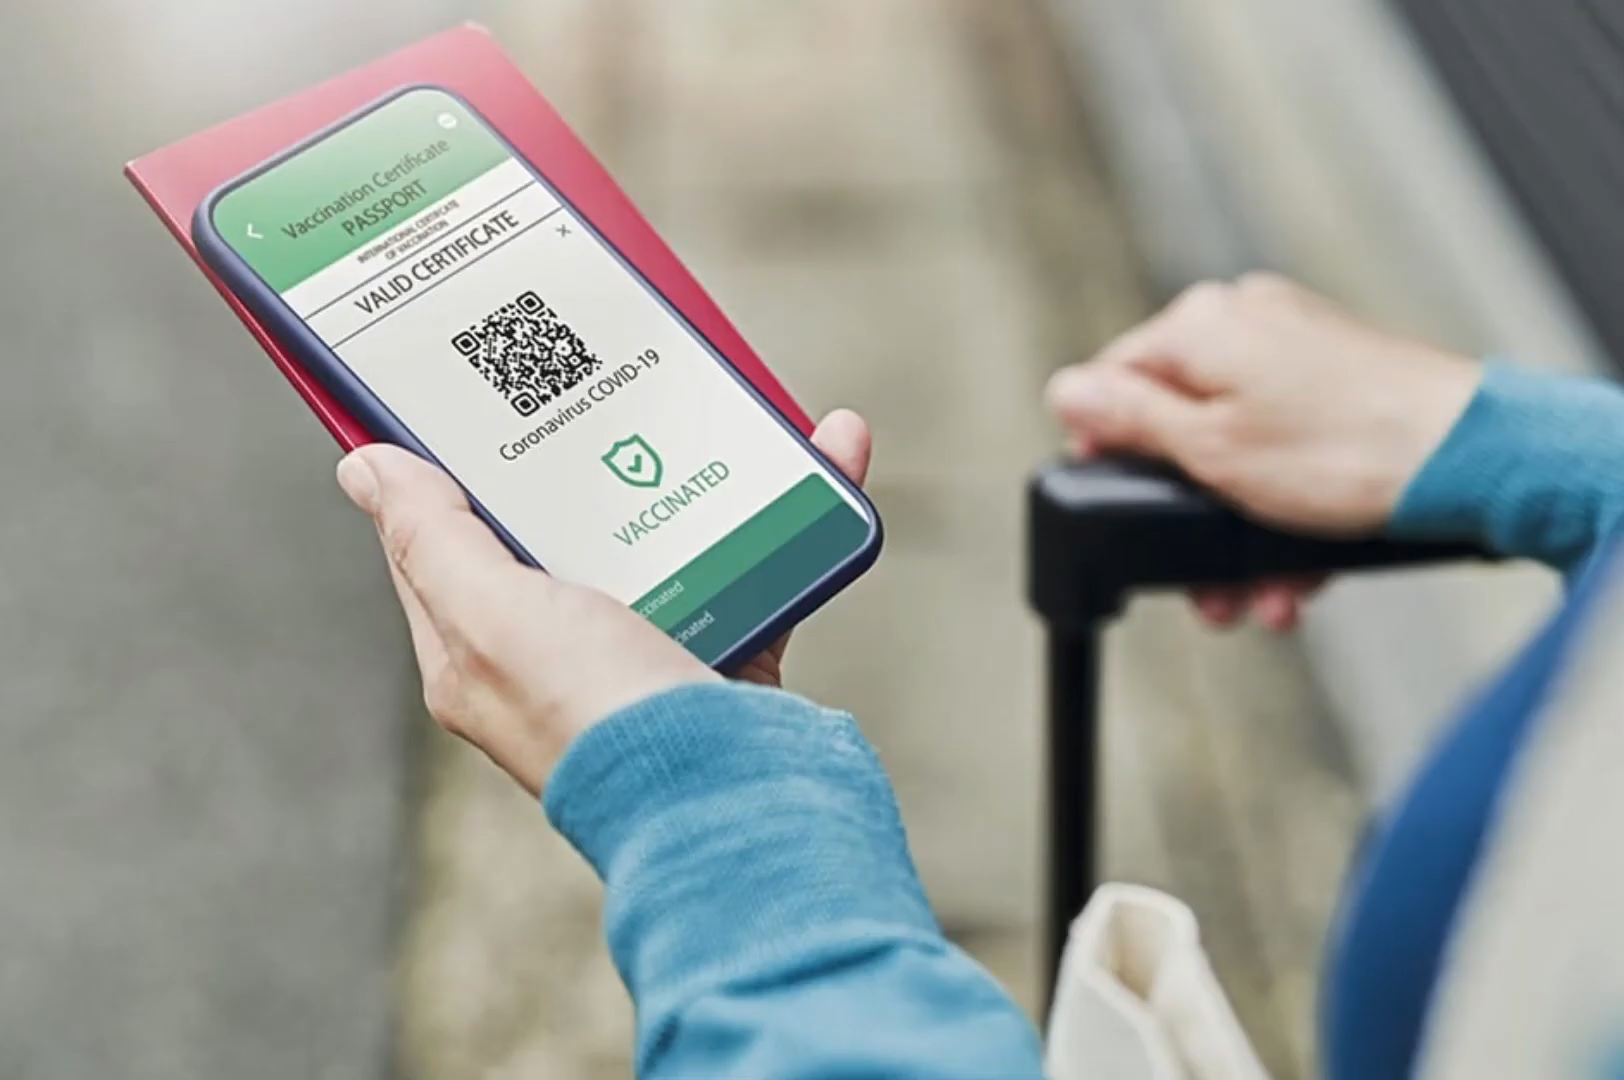 Vaccination Certificate
PASSPORT
INTERNATIONAL CERTIFICATE
OF VACCINATION
VALID CERTIFICATE
Coronavirus COVID-19
VACCINATED